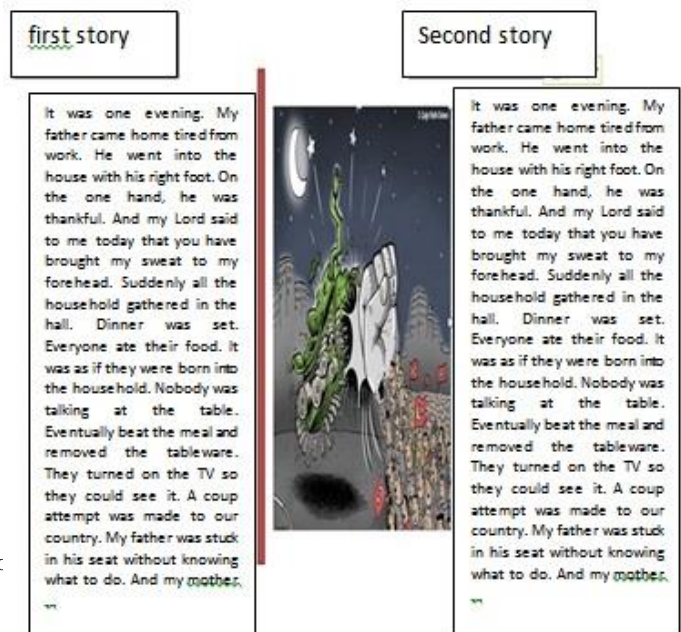 first story
Second story
It was one evening. My
father came home tired from
work. He went into the
house with his right foot. On
the one hand, he was
thankful. And my Lord said
to me today that you have
brought my sweat to my
forehead. Suddenly all the
household gathered in the
hall. Dinner was set.
Everyone ate their food. It
was as if they were born into
the household. Nobody was
talking at the table.
Eventually beat the meal and
removed the tableware.
They turned on the TV so
they could see it. A coup
attempt was made to our
country. My father was stuck
in his seat without knowing
what to do. And my mother
It was one evening. My
father came home tired from
work. He went into the
house with his right foot. On
the one hand, he was
thankful. And my Lord said
to me today that you have
brought my sweat to my
forehead. Suddenly all the
household gathered in the
hall. Dinner was set.
Everyone ate their food. It
was as if they were born into
the household. Nobody was
talking at the table.
Eventually beat the meal and
removed the tableware.
They turned on the TV so
they could see it. A coup
attempt was made to our
country. My father was stuck
in his seat without knowing
what to do. And my mother